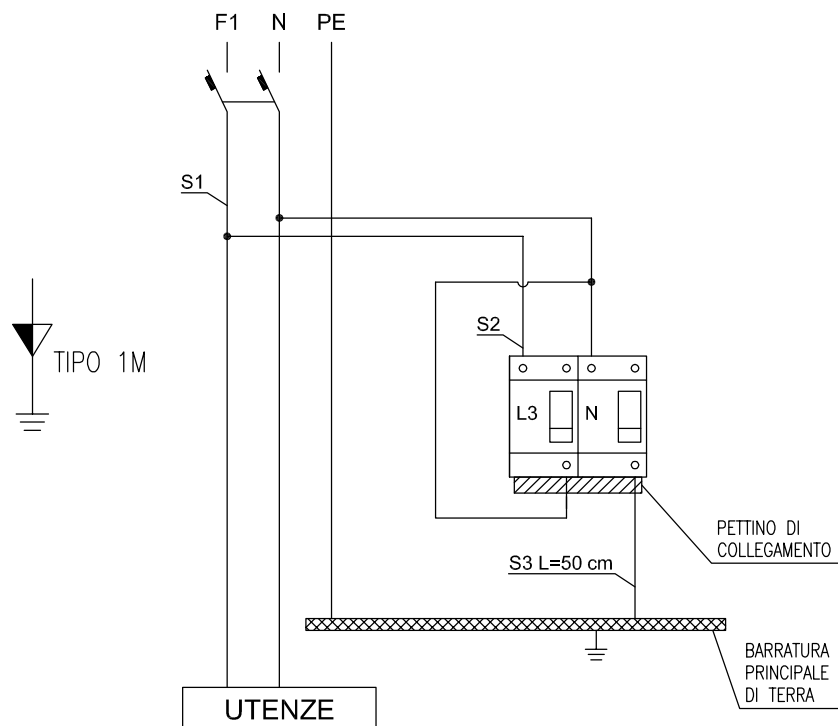 F1 N PE
S1
S2
TIPO 1M
L3 N
PETTINO DI
COLLEGAMENTO
S3 L=50 cm
BARRATURA
PRINCIPALE
DI TERRA
UTENZE